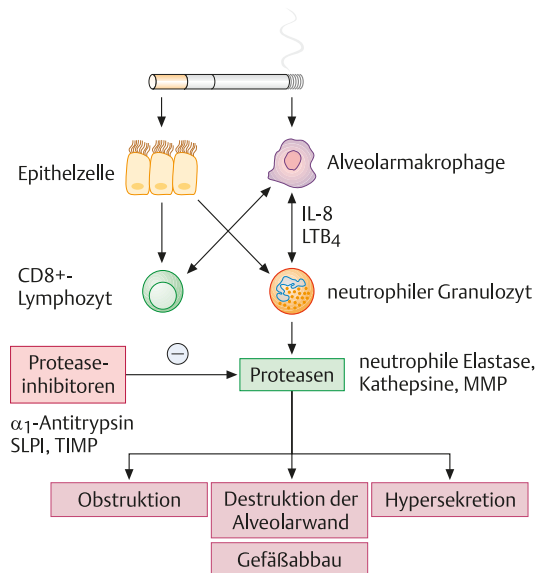 Epithelzelle
Alveolarmakrophage
IL-8
LTB4
CD8+-
Lymphozyt
neutrophiler Granulozyt
Protease-
inhibitoren
−
Proteasen
neutrophile Elastase,
Kathepsine, MMP
α1-Antitrypsin
SLPI, TIMP
Obstruktion
Destruktion der
Alveolarwand
Hypersekretion
Gefäßabbau